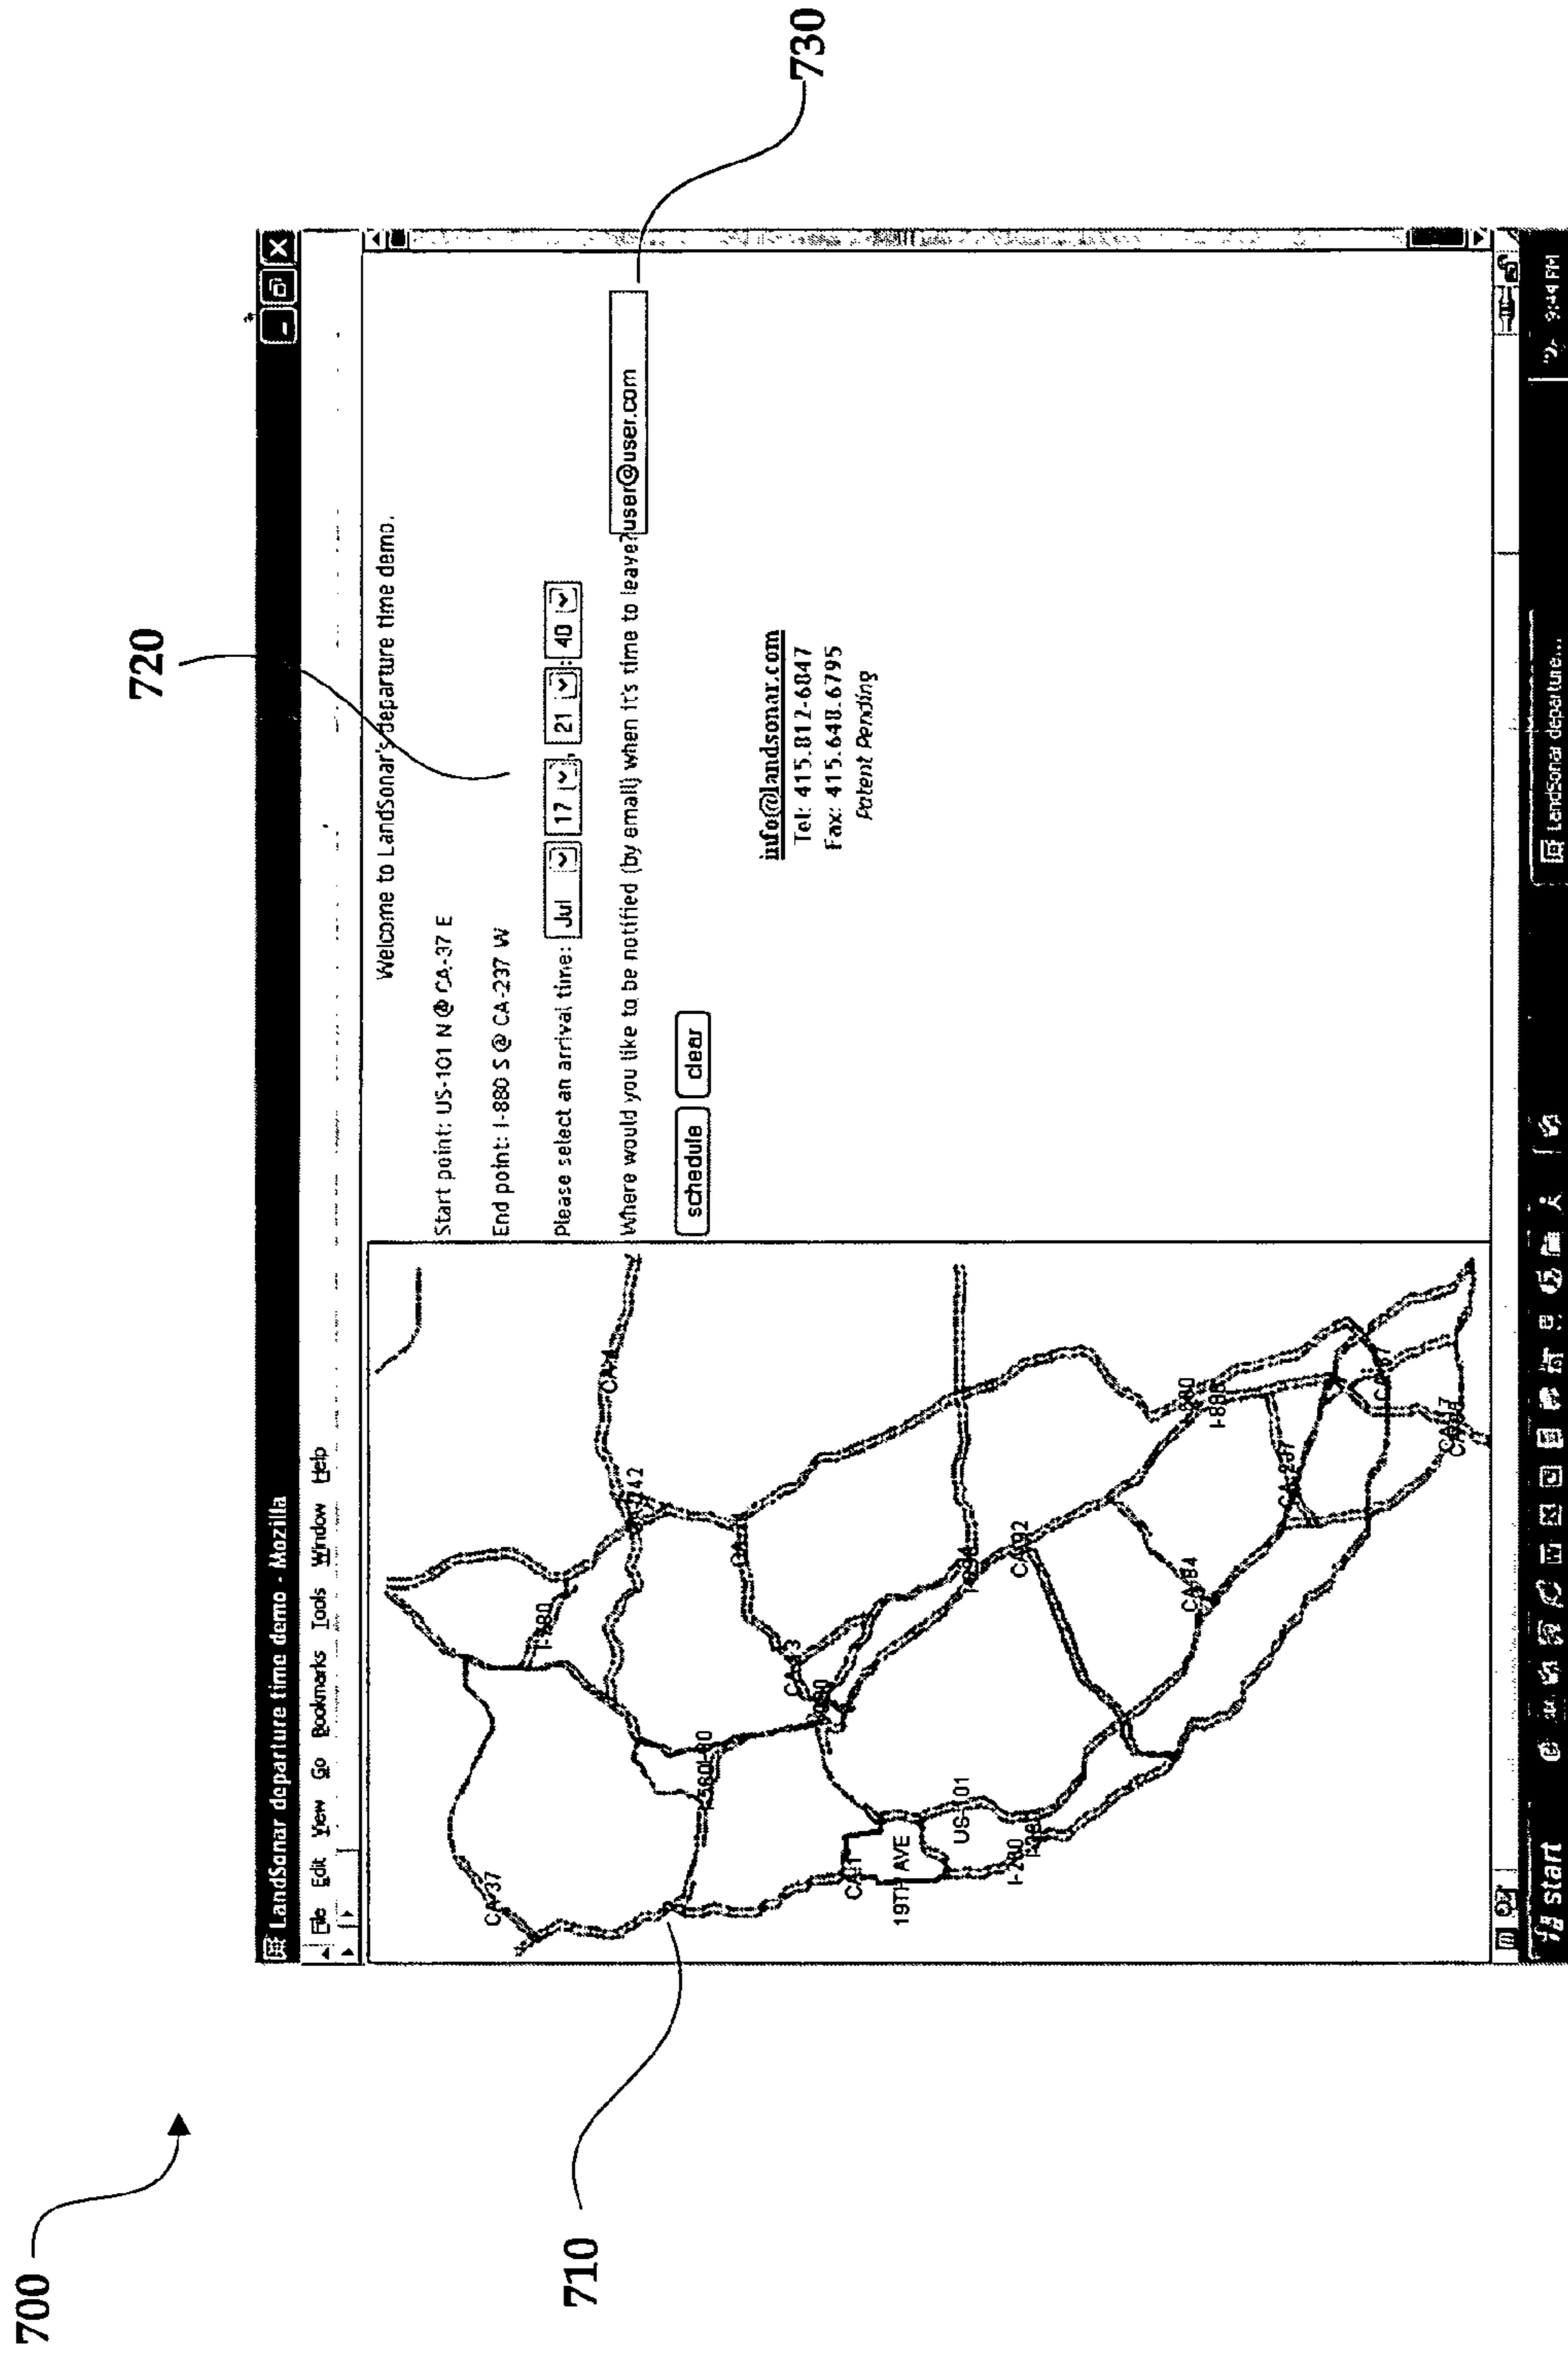 700
710
720
730
LandSonar departure time demo - Mozilla
File Edit View Go Bookmarks Tools Window Help
Welcome to LandSonar's departure time demo.
Start point: US-101 N @ CA-37 E
End point: I-880 S @ CA-237 W
Please select an arrival time: Jul 17, 21 : 40
Where would you like to be notified (by email) when it's time to leave? user@user.com
schedule clear
info@landsonar.com
Tel: 415.812-6847
Fax: 415.648.6795
Patent Pending
CA-37
I-780
CA-4
242
I-580
CA-13
CA-1
19TH AVE
US-101
I-280
CA-92
CA-84
CA-237
start
LandSonar departure...
9:44 PM